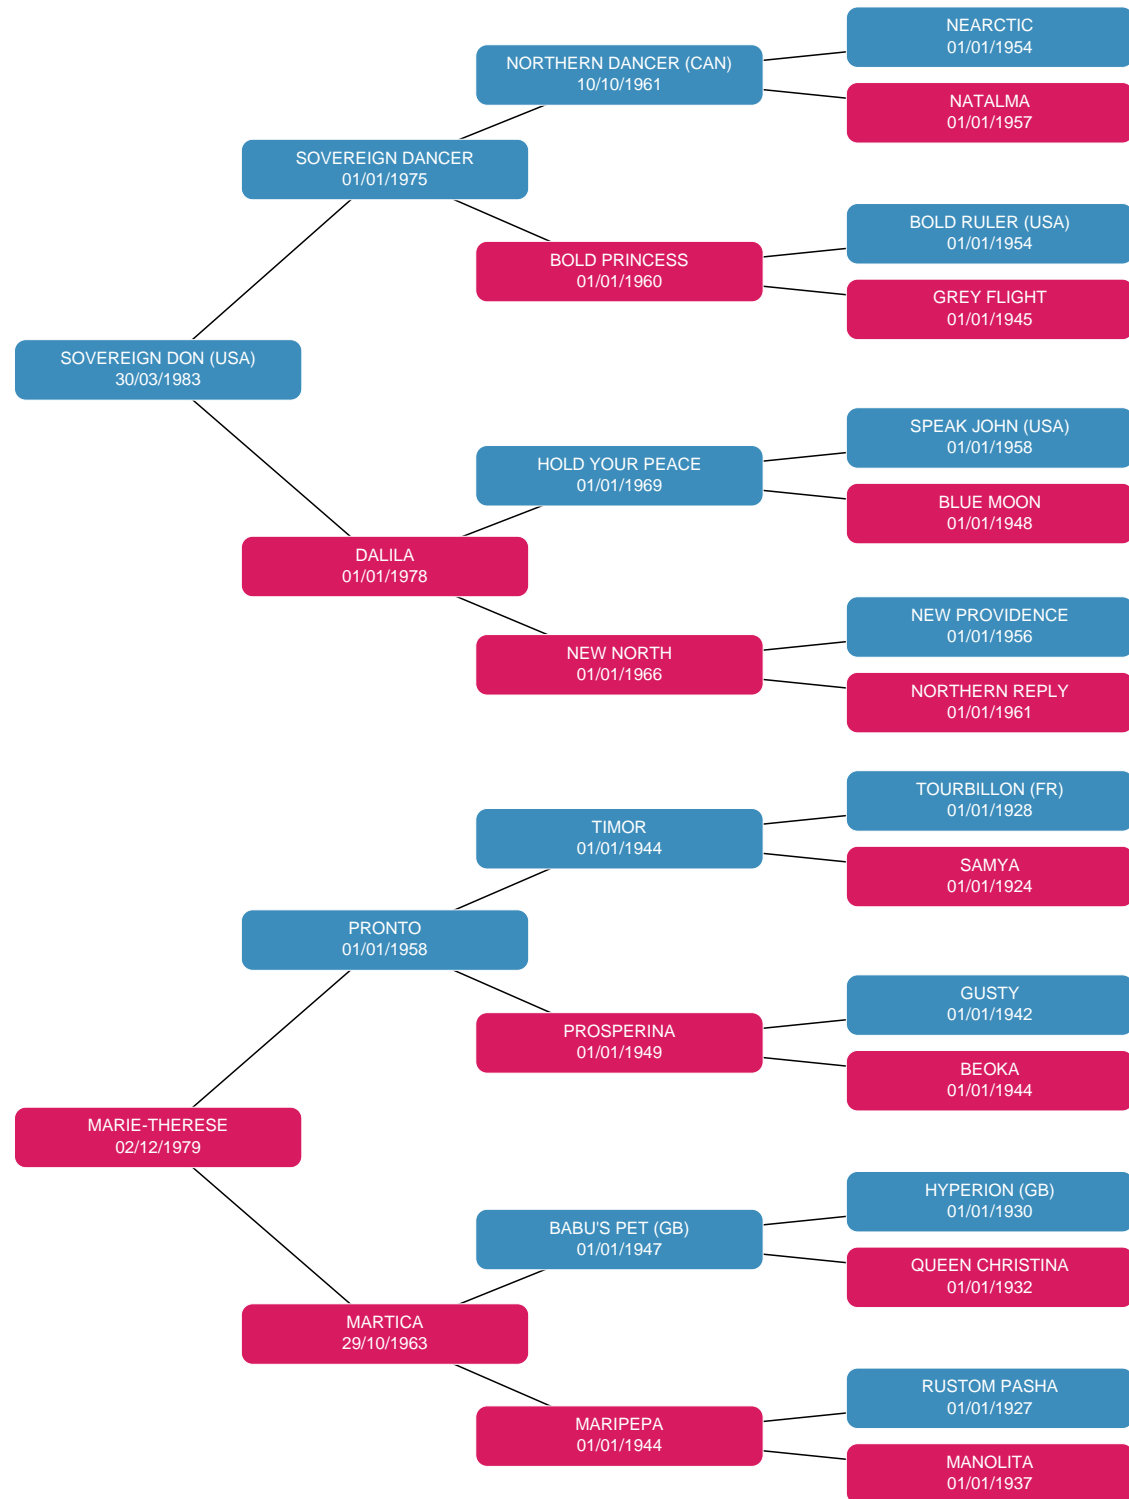 NEARCTIC
01/01/1954
NORTHERN DANCER (CAN)
10/10/1961
NATALMA
01/01/1957
SOVEREIGN DANCER
01/01/1975
BOLD RULER (USA)
01/01/1954
BOLD PRINCESS
01/01/1960
GREY FLIGHT
01/01/1945
SOVEREIGN DON (USA)
30/03/1983
SPEAK JOHN (USA)
01/01/1958
HOLD YOUR PEACE
01/01/1969
BLUE MOON
01/01/1948
DALILA
01/01/1978
NEW PROVIDENCE
01/01/1956
NEW NORTH
01/01/1966
NORTHERN REPLY
01/01/1961
TOURBILLON (FR)
01/01/1928
TIMOR
01/01/1944
SAMYA
01/01/1924
PRONTO
01/01/1958
GUSTY
01/01/1942
PROSPERINA
01/01/1949
BEOKA
01/01/1944
MARIE-THERESE
02/12/1979
HYPERION (GB)
01/01/1930
BABU'S PET (GB)
01/01/1947
QUEEN CHRISTINA
01/01/1932
MARTICA
29/10/1963
RUSTOM PASHA
01/01/1927
MARIPEPA
01/01/1944
MANOLITA
01/01/1937